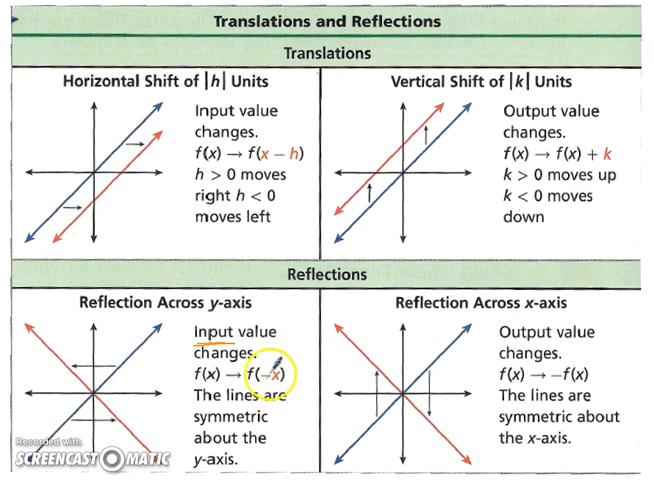 Translations and Reflections
Translations
Horizontal Shift of |h| Units
Input value
changes.
f(x) → f(x – h)
h > 0 moves
right h < 0
moves left
Vertical Shift of |k| Units
Output value
changes.
f(x) → f(x) + k
k > 0 moves up
k < 0 moves
down
Reflections
Reflection Across y-axis
Input value
changes.
f(x) → f(–x)
The lines are
symmetric
about the
y-axis.
Reflection Across x-axis
Output value
changes.
f(x) → –f(x)
The lines are
symmetric about
the x-axis.
Recorded with
SCREENCAST O MATIC